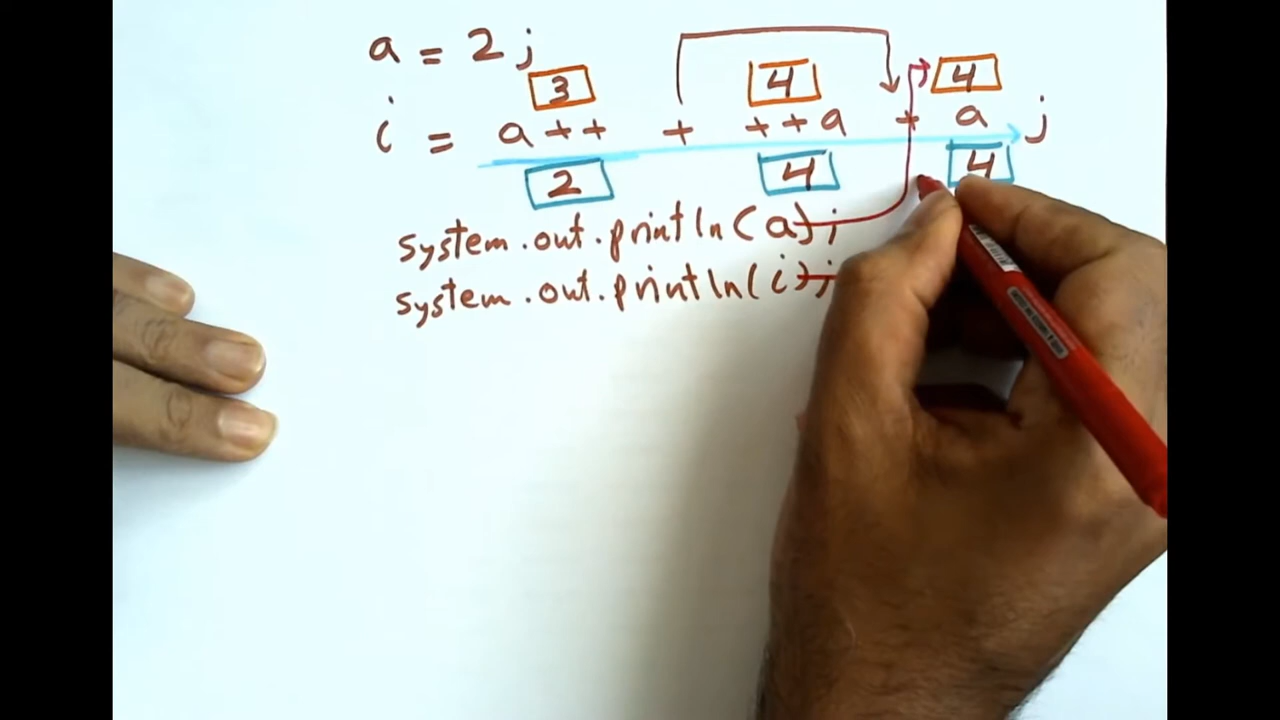 a = 2;
3 4 4
i = a++ + ++a + a ;
2 4 4
system.out.println(a);
system.out.println(i);